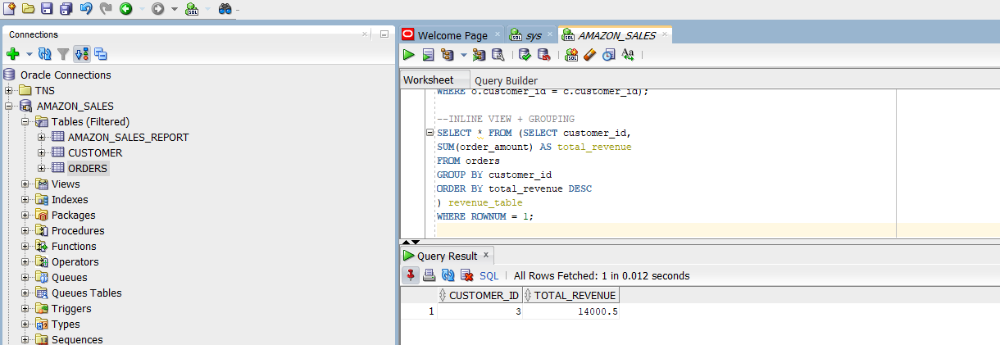 Connections
Oracle Connections
TNS
AMAZON_SALES
Tables (Filtered)
AMAZON_SALES_REPORT
CUSTOMER
ORDERS
Views
Indexes
Packages
Procedures
Functions
Operators
Queues
Queues Tables
Triggers
Types
Sequences
Welcome Page sys AMAZON_SALES
Worksheet Query Builder
WHERE o.customer_id = c.customer_id);
--INLINE VIEW + GROUPING
SELECT * FROM (SELECT customer_id,
SUM(order_amount) AS total_revenue
FROM orders
GROUP BY customer_id
ORDER BY total_revenue DESC
) revenue_table
WHERE ROWNUM = 1;
Query Result x
SQL | All Rows Fetched: 1 in 0.012 seconds
CUSTOMER_ID TOTAL_REVENUE
1 3 14000.5